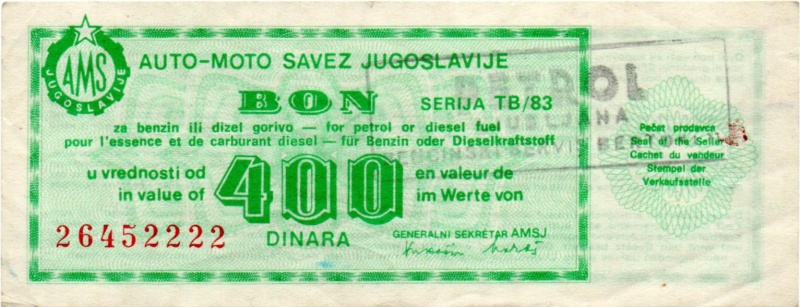 AMS
JUGOSLAVIJE
AUTO-MOTO SAVEZ JUGOSLAVIJE
BON
SERIJA TB/83
za benzin ili dizel gorivo — for petrol or diesel fuel
pour l'essence et de carburant diesel — für Benzin oder Dieselkraftstoff
u vrednosti od
in value of
400
en valeur de
im Werte von
26452222
DINARA
GENERALNI SEKRETAR AMSJ
PETROL
LJUBLJANA
BENCINSKI SERVIS
Pečat prodavca
Seal of the Seller
Cachet du vendeur
Stempel der
Verkaufsstelle